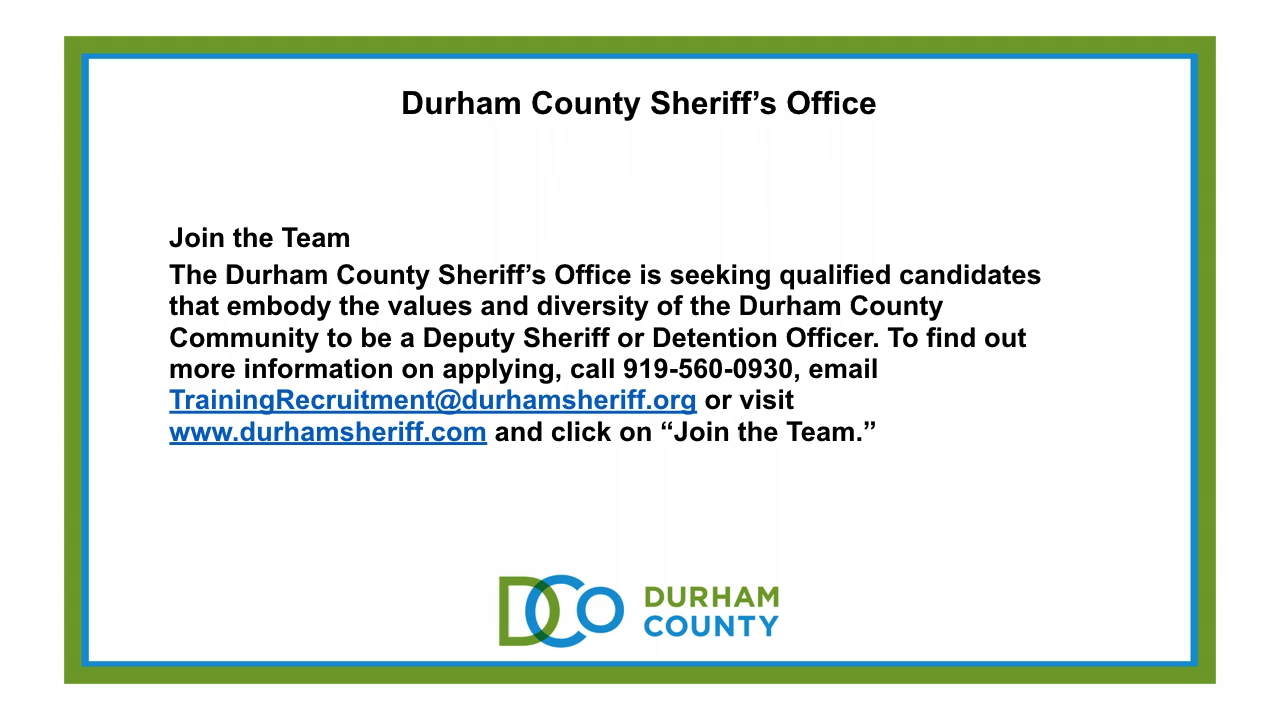 Durham County Sheriff’s Office
Join the Team
The Durham County Sheriff’s Office is seeking qualified candidates
that embody the values and diversity of the Durham County
Community to be a Deputy Sheriff or Detention Officer. To find out
more information on applying, call 919-560-0930, email
TrainingRecruitment@durhamsheriff.org or visit
www.durhamsheriff.com and click on “Join the Team.”
DCO DURHAM
COUNTY